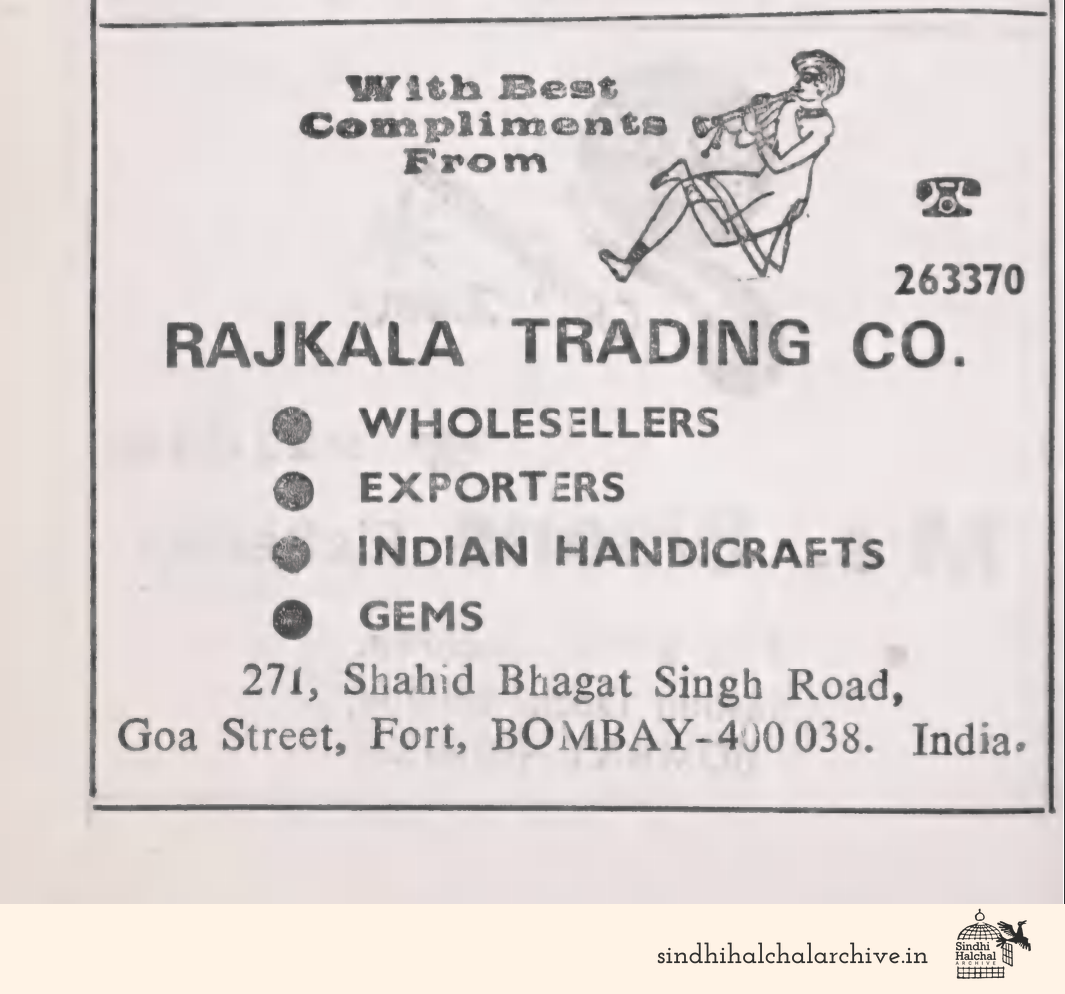 With Best
Compliments
From
263370
RAJKALA TRADING CO.
WHOLESELLERS
EXPORTERS
INDIAN HANDICRAFTS
GEMS
271, Shahid Bhagat Singh Road,
Goa Street, Fort, BOMBAY-400 038. India.
sindhihalchalarchive.in
Sindhi
Halchal
ARCHIVE